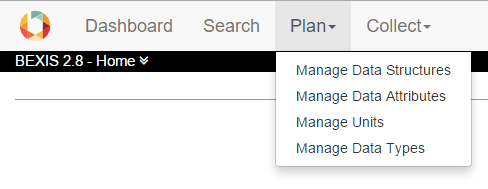 Dashboard Search Plan Collect
BEXIS 2.8 - Home
Manage Data Structures
Manage Data Attributes
Manage Units
Manage Data Types